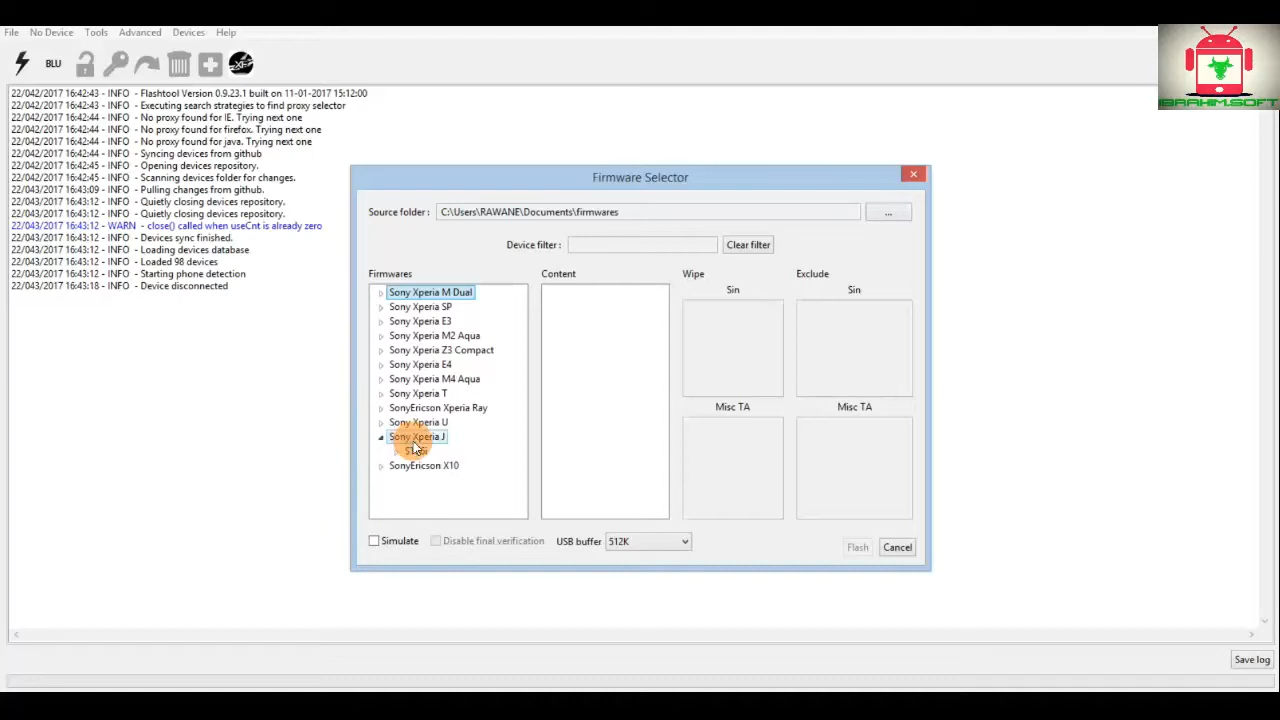 File No Device Tools Advanced Devices Help
BLU
IBRAHIM.SOFT
22/042/2017 16:42:43 - INFO - Flashtool Version 0.9.23.1 built on 11-01-2017 15:12:00
22/042/2017 16:42:43 - INFO - Executing search strategies to find proxy selector
22/042/2017 16:42:44 - INFO - No proxy found for IE. Trying next one
22/042/2017 16:42:44 - INFO - No proxy found for firefox. Trying next one
22/042/2017 16:42:44 - INFO - No proxy found for java. Trying next one
22/042/2017 16:42:44 - INFO - Syncing devices from github
22/042/2017 16:42:45 - INFO - Opening devices repository.
22/042/2017 16:42:45 - INFO - Scanning devices folder for changes.
22/043/2017 16:43:09 - INFO - Pulling changes from github.
22/043/2017 16:43:12 - INFO - Quietly closing devices repository.
22/043/2017 16:43:12 - INFO - Quietly closing devices repository.
22/043/2017 16:43:12 - WARN - close() called when useCnt is already zero
22/043/2017 16:43:12 - INFO - Devices sync finished.
22/043/2017 16:43:12 - INFO - Loading devices database
22/043/2017 16:43:12 - INFO - Loaded 98 devices
22/043/2017 16:43:12 - INFO - Starting phone detection
22/043/2017 16:43:18 - INFO - Device disconnected
Firmware Selector
Source folder : C:\Users\RAWANE\Documents\firmwares ...
Device filter : Clear filter
Firmwares Content Wipe Exclude
Sin Sin
Sony Xperia M Dual
Sony Xperia SP
Sony Xperia E3
Sony Xperia M2 Aqua
Sony Xperia Z3 Compact
Sony Xperia E4
Sony Xperia M4 Aqua
Sony Xperia T
SonyEricson Xperia Ray
Sony Xperia U
Sony Xperia J
SonyEricson X10
Misc TA Misc TA
Simulate Disable final verification USB buffer 512K Flash Cancel
Save log